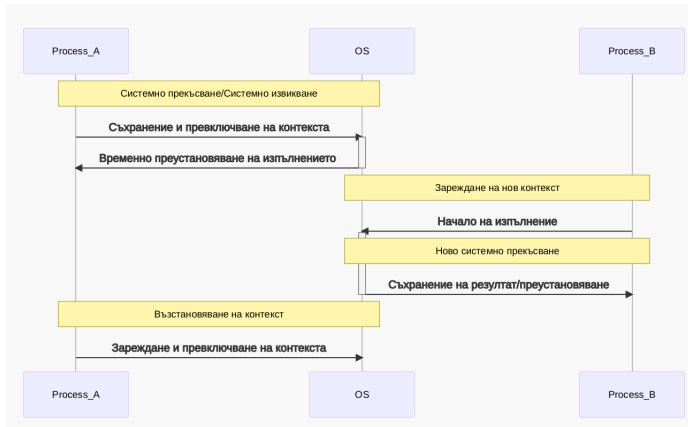 Process_A
OS
Process_B
Системно прекъсване/Системно извикване
Съхранение и превключване на контекста
Временно преустановяване на изпълнението
Зареждане на нов контекст
Начало на изпълнение
Ново системно прекъсване
Съхранение на резултат/преустановяване
Възстановяване на контекст
Зареждане и превключване на контекста
Process_A
OS
Process_B